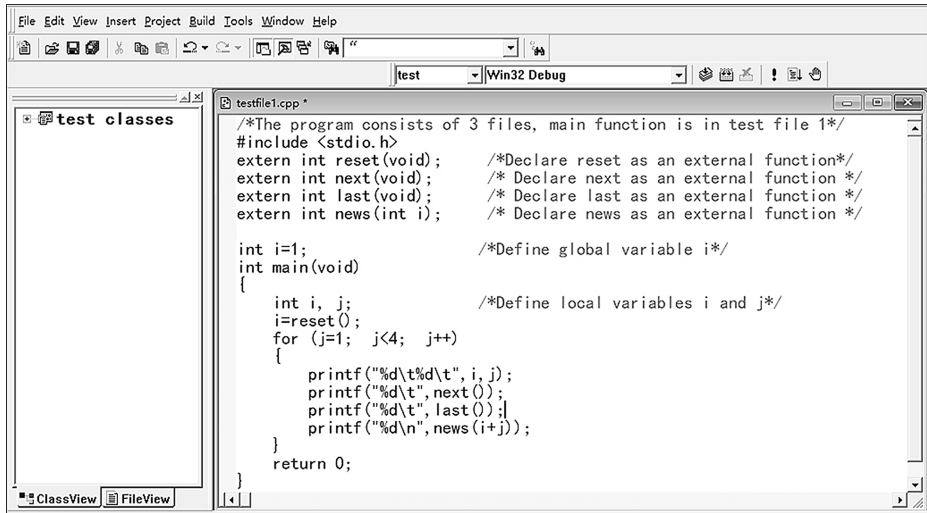 File Edit View Insert Project Build Tools Window Help
“
test Win32 Debug
testfile1.cpp *
test classes
/*The program consists of 3 files, main function is in test file 1*/
#include <stdio.h>
extern int reset(void); /*Declare reset as an external function*/
extern int next(void); /* Declare next as an external function */
extern int last(void); /* Declare last as an external function */
extern int news(int i); /* Declare news as an external function */
int i=1; /*Define global variable i*/
int main(void)
{
int i, j; /*Define local variables i and j*/
i=reset();
for (j=1; j<4; j++)
{
printf("%d\t%d\t",i,j);
printf("%d\t",next());
printf("%d\t",last());
printf("%d\n",news(i+j));
}
return 0;
}
ClassView FileView